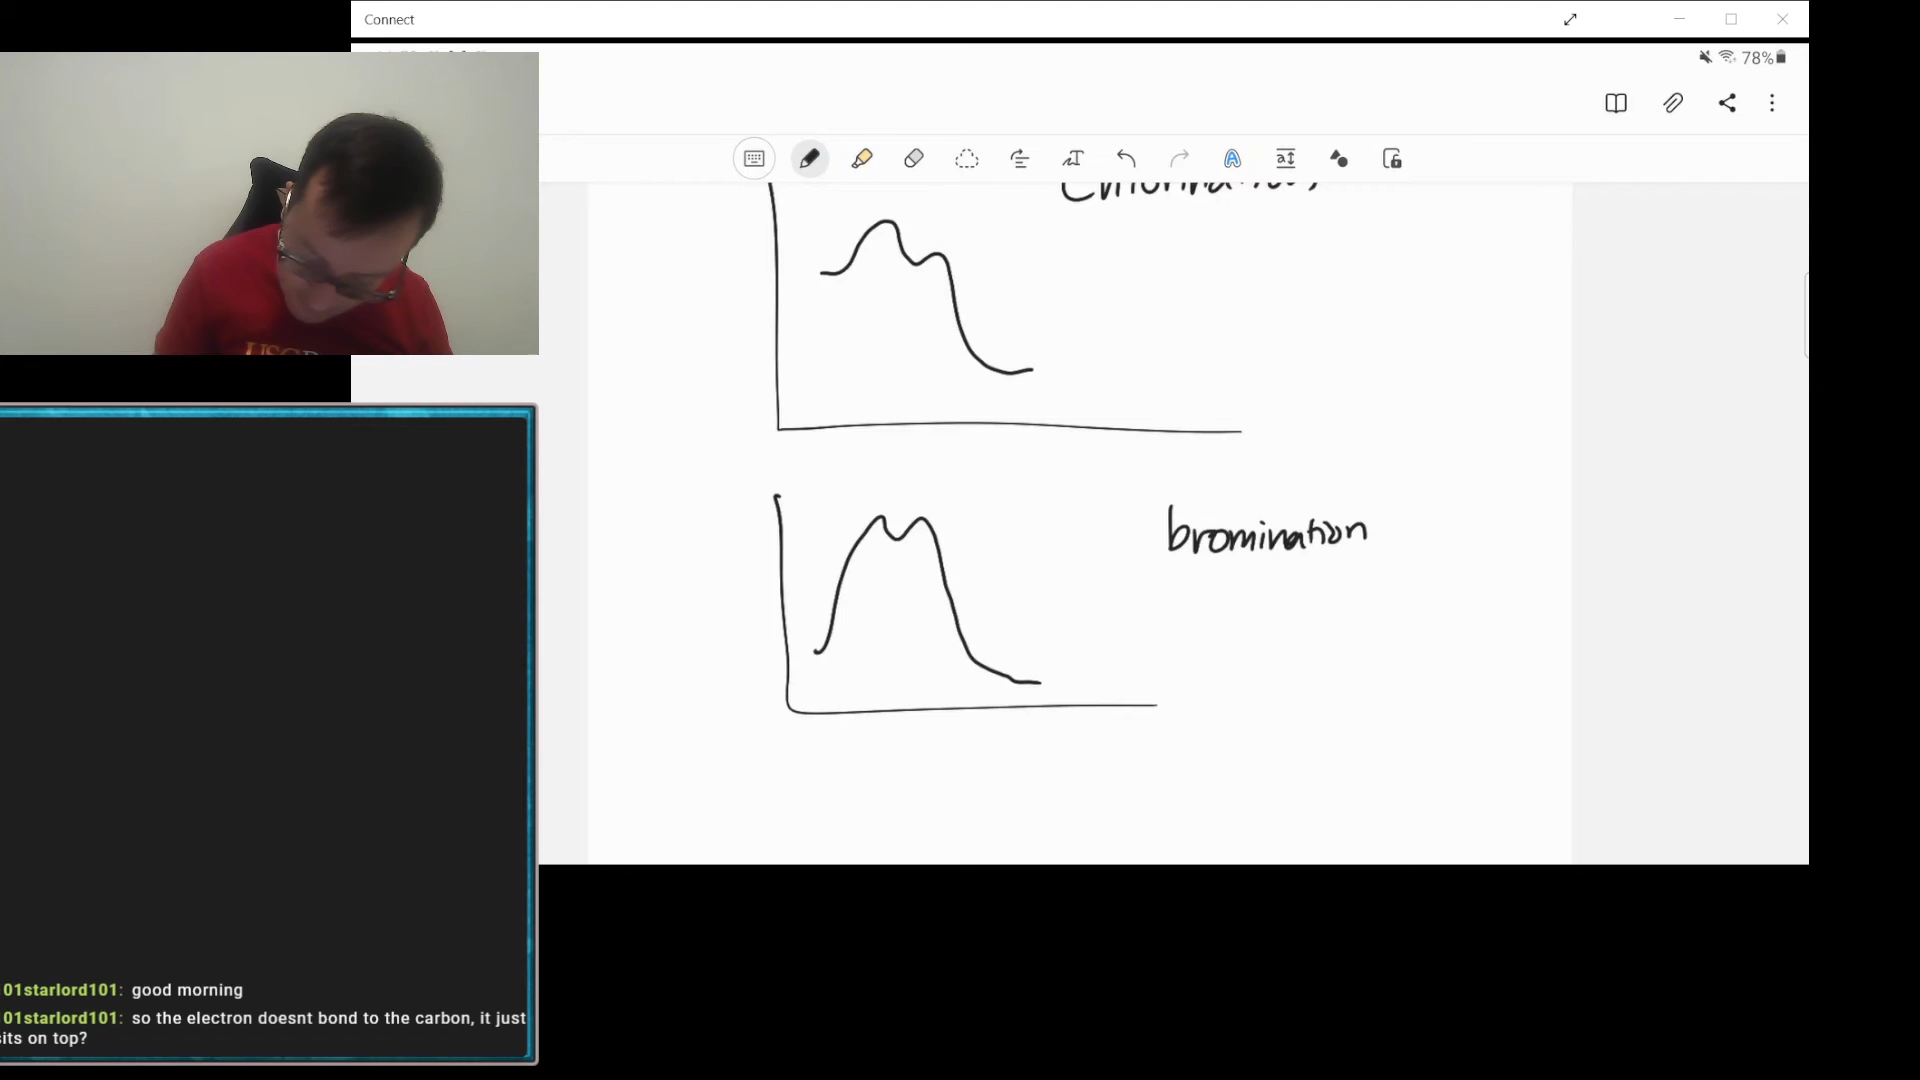 Connect
78%
bromination
01starlord101: good morning
01starlord101: so the electron doesnt bond to the carbon, it just
sits on top?